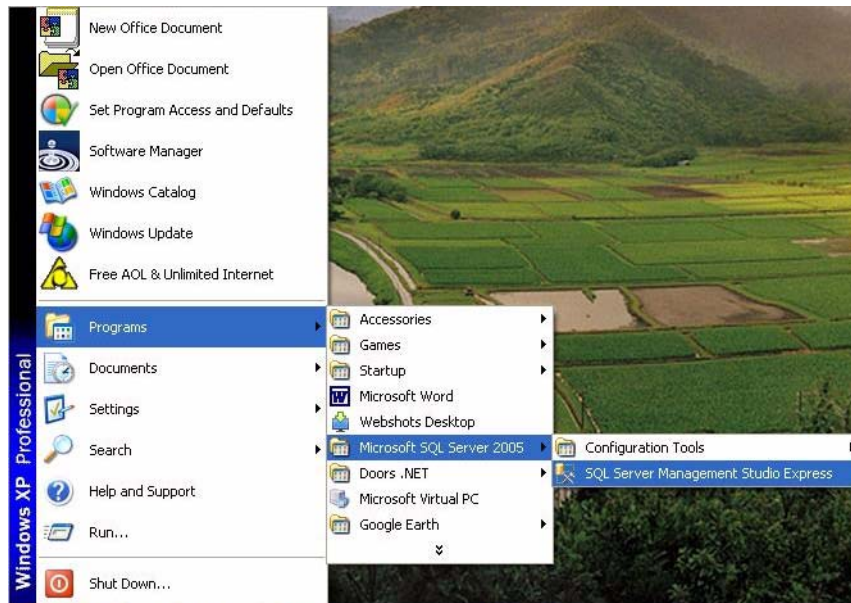 New Office Document
Open Office Document
Set Program Access and Defaults
Software Manager
Windows Catalog
Windows Update
Free AOL & Unlimited Internet
Programs
Documents
Settings
Search
Help and Support
Run...
Shut Down...
Windows XP Professional
Accessories
Games
Startup
Microsoft Word
Webshots Desktop
Microsoft SQL Server 2005
Doors .NET
Microsoft Virtual PC
Google Earth
Configuration Tools
SQL Server Management Studio Express